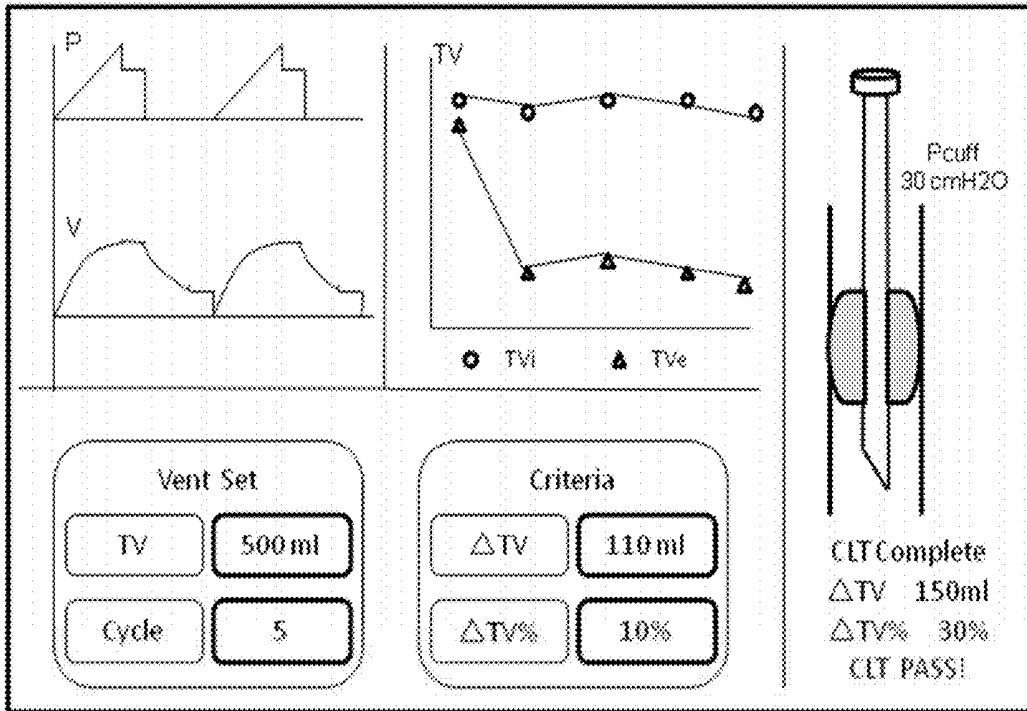 P
V
TV
TVi
TVe
Pcuff
30 cmH2O
Vent Set
TV
500 ml
Cycle
5
Criteria
△TV
110 ml
△TV%
10%
CLT Complete
△TV 150ml
△TV% 30%
CLT PASS!